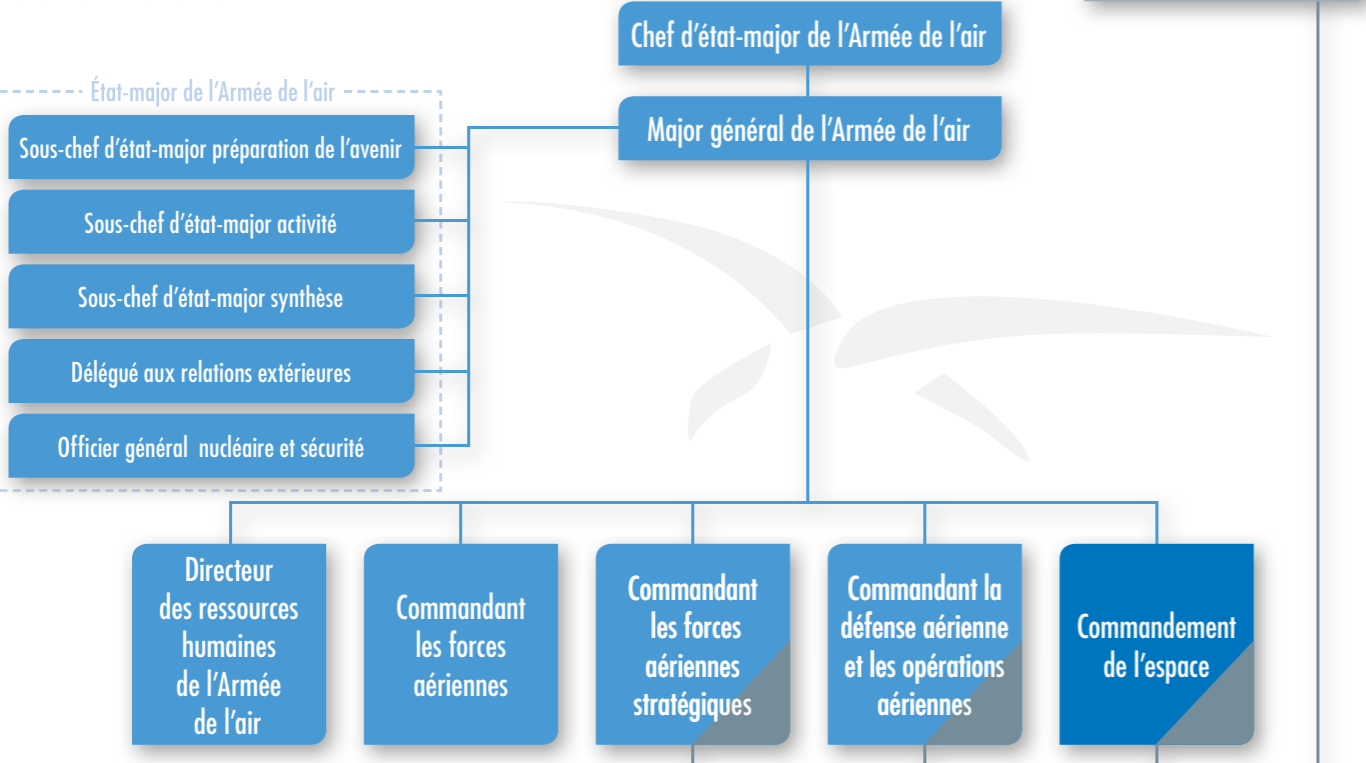 Chef d’état-major de l’Armée de l’air
Major général de l’Armée de l’air
État-major de l’Armée de l’air
Sous-chef d’état-major préparation de l’avenir
Sous-chef d’état-major activité
Sous-chef d’état-major synthèse
Délégué aux relations extérieures
Officier général nucléaire et sécurité
Directeur
des ressources
humaines
de l’Armée
de l’air
Commandant
les forces
aériennes
Commandant
les forces
aériennes
stratégiques
Commandant la
défense aérienne
et les opérations
aériennes
Commandement
de l’espace